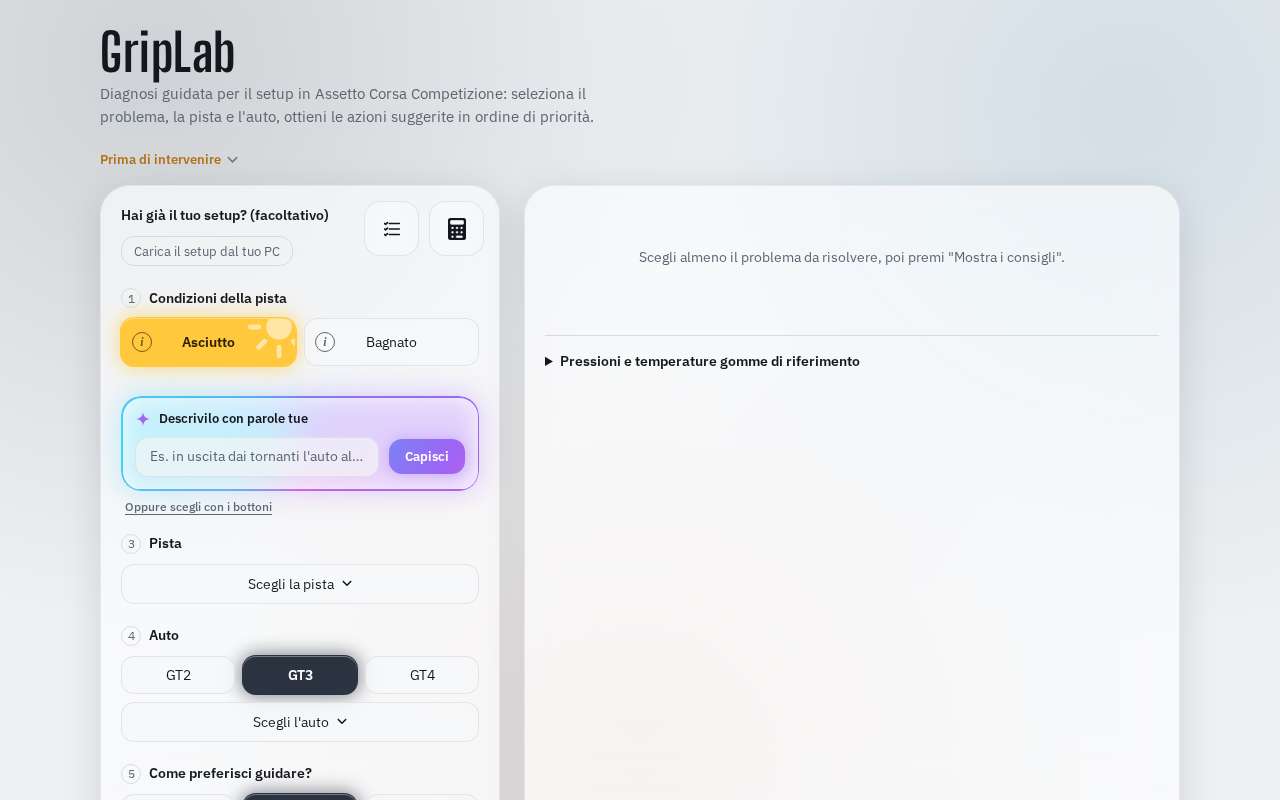 GripLab
Diagnosi guidata per il setup in Assetto Corsa Competizione: seleziona il
problema, la pista e l'auto, ottieni le azioni suggerite in ordine di priorità.
Prima di intervenire
Hai già il tuo setup? (facoltativo)
Carica il setup dal tuo PC
1 Condizioni della pista
i Asciutto
i Bagnato
Descrivilo con parole tue
Es. in uscita dai tornanti l'auto al...
Capisci
Oppure scegli con i bottoni
3 Pista
Scegli la pista
4 Auto
GT2
GT3
GT4
Scegli l'auto
5 Come preferisci guidare?
Scegli almeno il problema da risolvere, poi premi "Mostra i consigli".
Pressioni e temperature gomme di riferimento